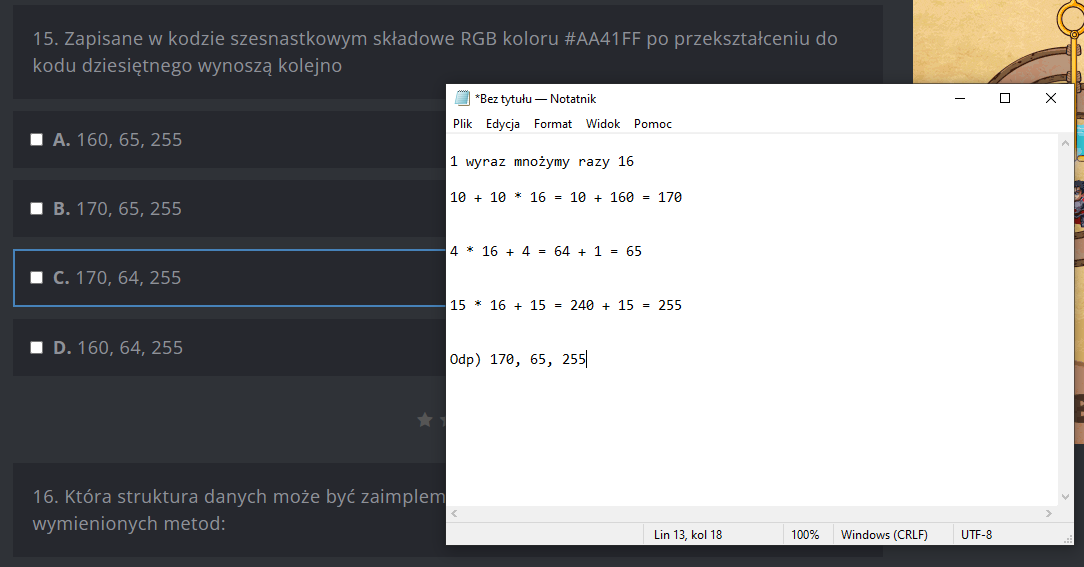 15. Zapisane w kodzie szesnastkowym składowe RGB koloru #AA41FF po przekształceniu do
kodu dziesiętnego wynoszą kolejno
A. 160, 65, 255
B. 170, 65, 255
C. 170, 64, 255
D. 160, 64, 255
16. Która struktura danych może być zaimplem
wymienionych metod:
*Bez tytułu — Notatnik
Plik Edycja Format Widok Pomoc
1 wyraz mnożymy razy 16
10 + 10 * 16 = 10 + 160 = 170
4 * 16 + 4 = 64 + 1 = 65
15 * 16 + 15 = 240 + 15 = 255
Odp) 170, 65, 255
Lin 13, kol 18 100% Windows (CRLF) UTF-8